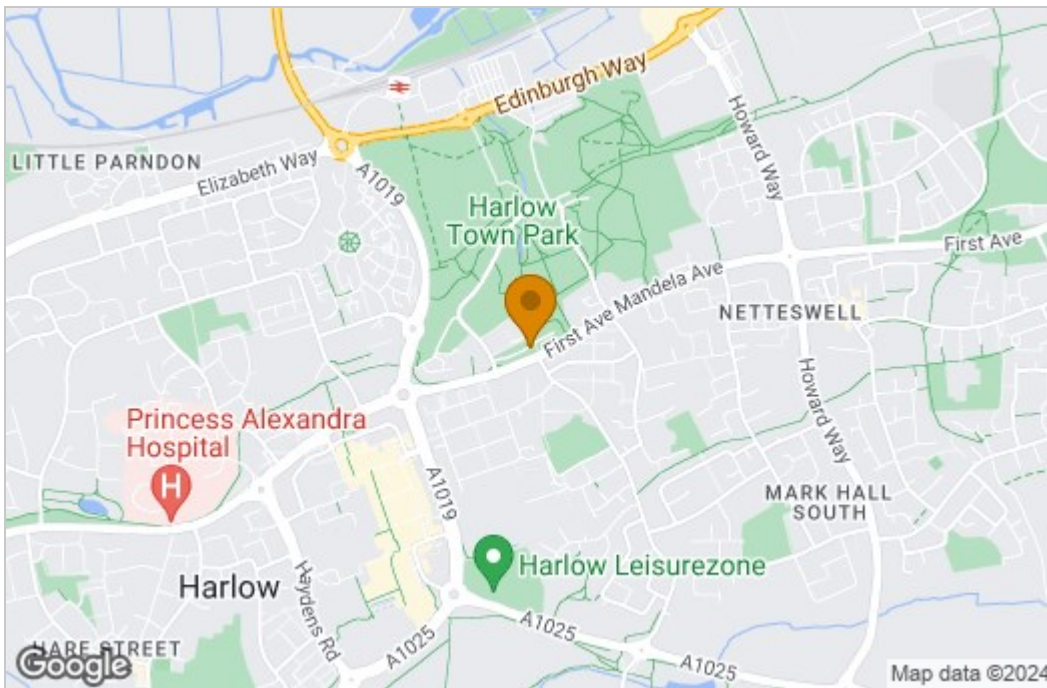 Edinburgh Way
LITTLE PARNDON
Elizabeth Way
A1019
Howard Way
Harlow
Town Park
First Ave
First Ave Mandela Ave
NETTESWELL
Howard Way
Princess Alexandra
Hospital
H
A1019
MARK HALL
SOUTH
Harlow Leisurezone
Harlow
Haydens Rd
A1025
A1025
A1025
HARE STREET
Google
Map data ©2024